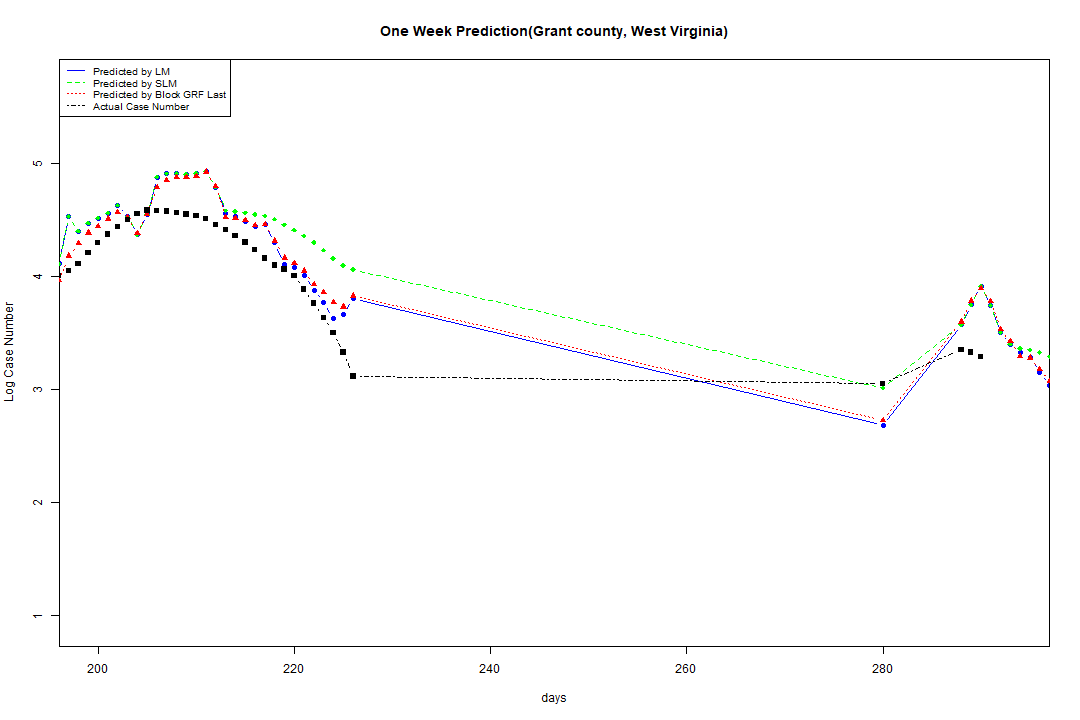 One Week Prediction(Grant county, West Virginia)
Predicted by LM
Predicted by SLM
Predicted by Block GRF Last
Actual Case Number
5
4
3
2
1
Log Case Number
200 220 240 260 280
days